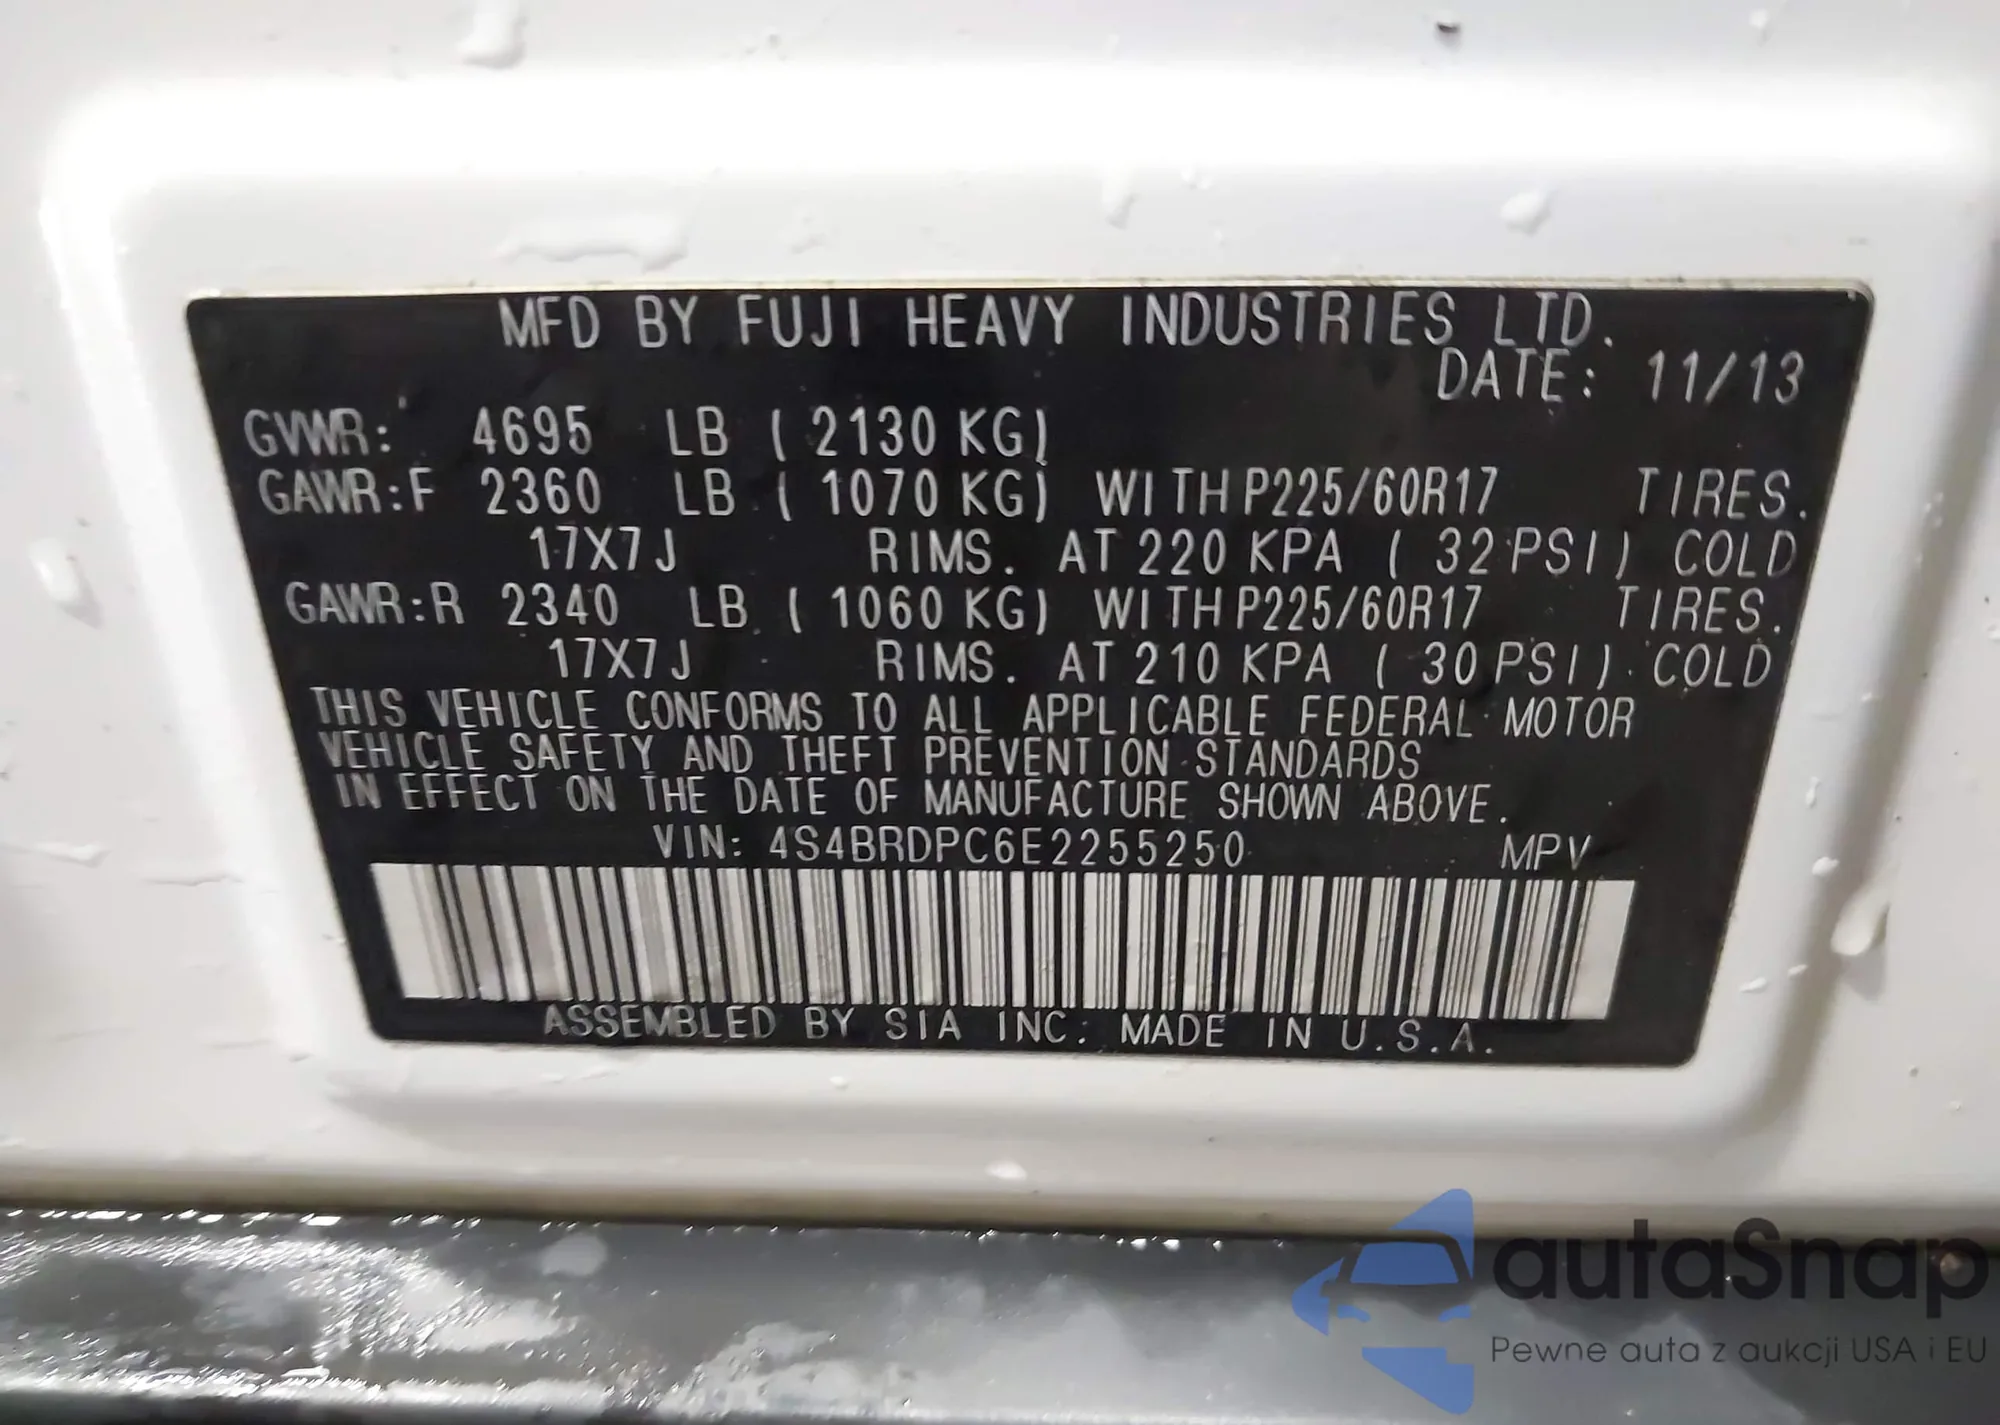 MFD BY FUJI HEAVY INDUSTRIES LTD.
DATE: 11/13
GVWR: 4695 LB ( 2130 KG)
GAWR:F 2360 LB ( 1070 KG) WITH P225/60R17 TIRES.
17X7J RIMS. AT 220 KPA ( 32 PSI) COLD
GAWR:R 2340 LB ( 1060 KG) WITH P225/60R17 TIRES.
17X7J RIMS. AT 210 KPA ( 30 PSI) COLD
THIS VEHICLE CONFORMS TO ALL APPLICABLE FEDERAL MOTOR
VEHICLE SAFETY AND THEFT PREVENTION STANDARDS
IN EFFECT ON THE DATE OF MANUFACTURE SHOWN ABOVE.
VIN: 4S4BRDPC6E2255250 MPV
ASSEMBLED BY SIA INC. MADE IN U.S.A.
autaSnap
Pewne auta z aukcji USA i EU